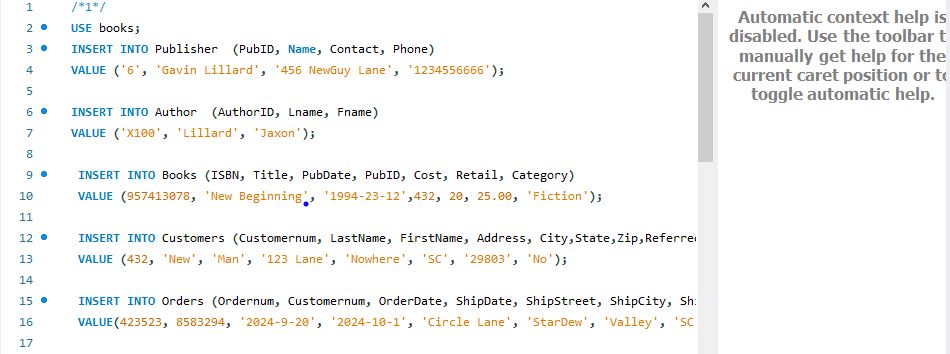 1 /*1*/
2 USE books;
3 INSERT INTO Publisher (PubID, Name, Contact, Phone)
4 VALUE ('6', 'Gavin Lillard', '456 NewGuy Lane', '1234556666');
5
6 INSERT INTO Author (AuthorID, Lname, Fname)
7 VALUE ('X100', 'Lillard', 'Jaxon');
8
9 INSERT INTO Books (ISBN, Title, PubDate, PubID, Cost, Retail, Category)
10 VALUE (957413078, 'New Beginning', '1994-23-12',432, 20, 25.00, 'Fiction');
11
12 INSERT INTO Customers (Customernum, LastName, FirstName, Address, City,State,Zip,Referre
13 VALUE (432, 'New', 'Man', '123 Lane', 'Nowhere', 'SC', '29803', 'No');
14
15 INSERT INTO Orders (Ordernum, Customernum, OrderDate, ShipDate, ShipStreet, ShipCity, Sh
16 VALUE(423523, 8583294, '2024-9-20', '2024-10-1', 'Circle Lane', 'StarDew', 'Valley', 'SC
17
Automatic context help is
disabled. Use the toolbar t
manually get help for the
current caret position or to
toggle automatic help.